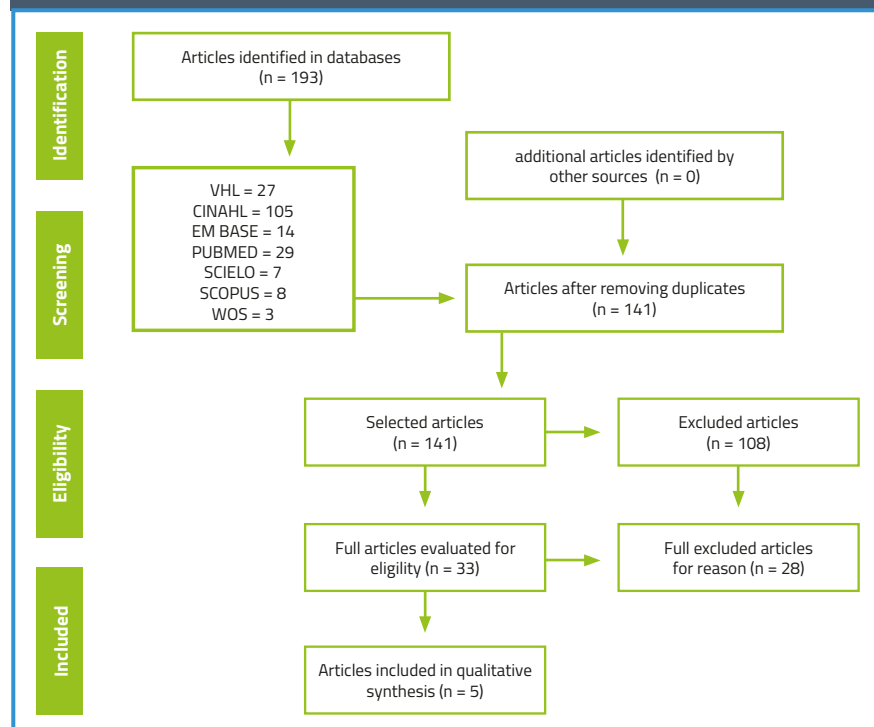 Identification
Articles identified in databases
(n = 193)
additional articles identified by
other sources (n = 0)
VHL = 27
CINAHL = 105
EM BASE = 14
PUBMED = 29
SCIELO = 7
SCOPUS = 8
WOS = 3
Screening
Articles after removing duplicates
(n = 141)
Eligibility
Selected articles
(n = 141)
Excluded articles
(n = 108)
Full articles evaluated for
eligility (n = 33)
Full excluded articles
for reason (n = 28)
Included
Articles included in qualitative
synthesis (n = 5)